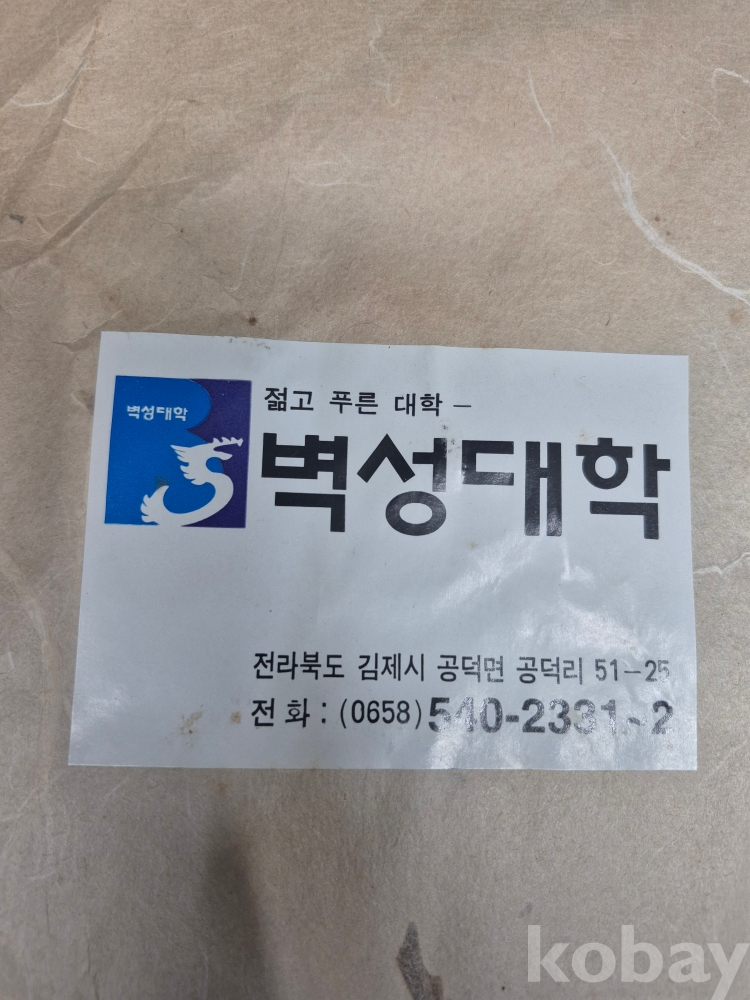 젊고 푸른 대학 –
벽성대학
벽성대학
전라북도 김제시 공덕면 공덕리 51-25
전화 : (0658) 540-2331~2
kobay